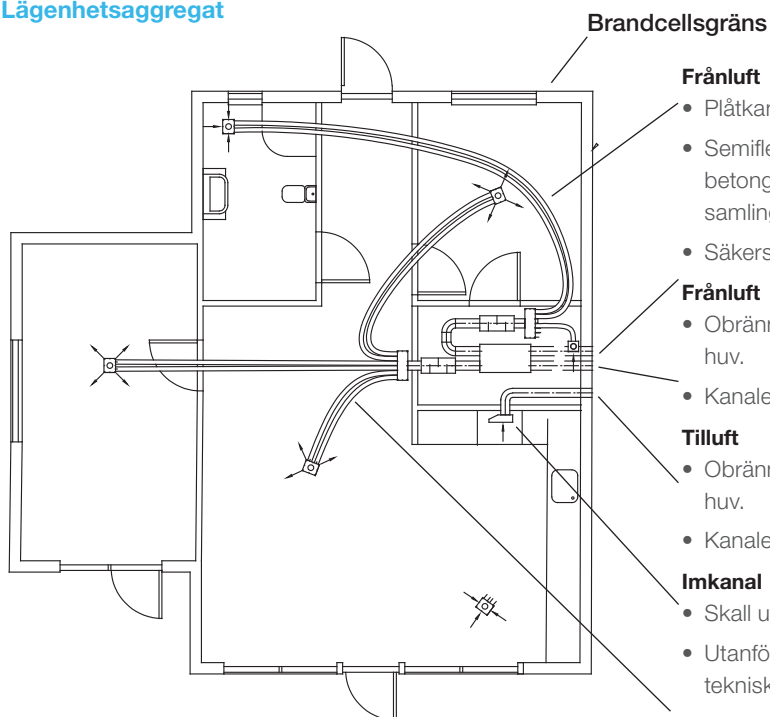 Lägenhetsaggregat
Brandcellsgräns
Frånluft
• Plåtkar
• Semifle
betong
samling
• Säkers
Frånluft
• Obränn
huv.
• Kanale
Tilluft
• Obränn
huv.
• Kanale
Imkanal
• Skall u
• Utanfö
teknisk